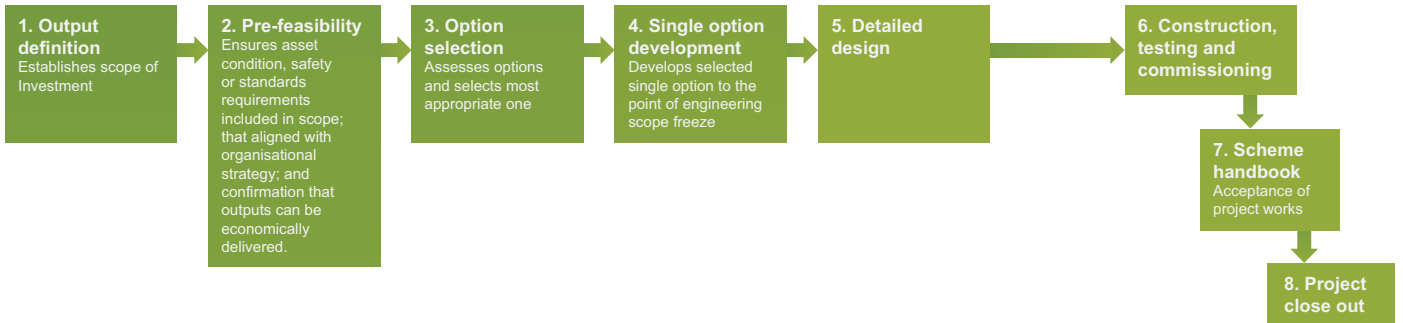 1. Output
definition
Establishes scope of
Investment
2. Pre-feasibility
Ensures asset
condition, safety
or standards
requirements
included in scope;
that aligned with
organisational
strategy; and
confirmation that
outputs can be
economically
delivered.
3. Option
selection
Assesses options
and selects most
appropriate one
4. Single option
development
Develops selected
single option to the
point of engineering
scope freeze
5. Detailed
design
6. Construction,
testing and
commissioning
7. Scheme
handbook
Acceptance of
project works
8. Project
close out